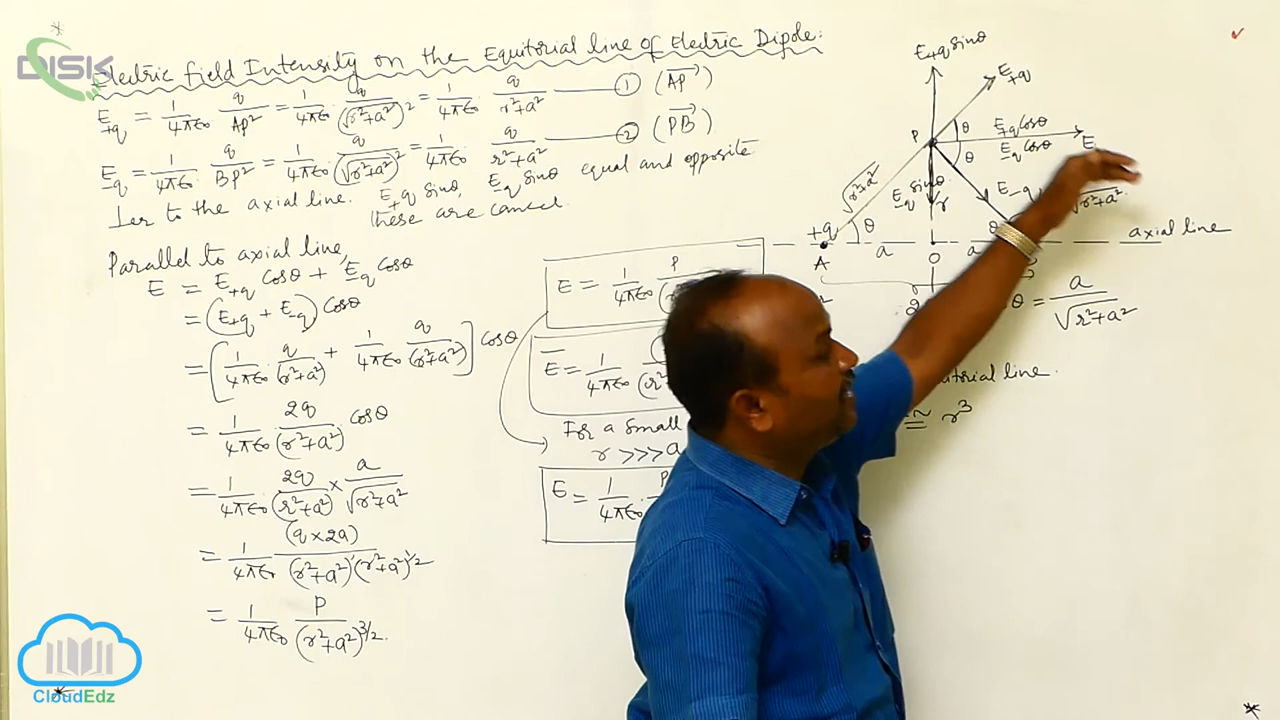 DISK
Electric field Intensity on the Equitorial line of Electric Dipole:
E+q = 1/4πε0 · q/AP² = 1/4πε0 · q/(√r²+a²)² = 1/4πε0 · q/r²+a² —— ① (AP→)
E-q = 1/4πε0 · q/BP² = 1/4πε0 · q/(√r²+a²)² = 1/4πε0 · q/r²+a² —— ② (PB→)
⊥er to the axial line. E+q sinθ, E-q sinθ equal and opposite
these are cancel.
Parallel to axial line,
E = E+q cosθ + E-q cosθ
= (E+q + E-q) cosθ
= [1/4πε0 · q/(r²+a²) + 1/4πε0 · q/(r²+a²)] cosθ
= 1/4πε0 · 2q/(r²+a²) · cosθ
= 1/4πε0 · 2q/(r²+a²) × a/√r²+a²
= 1/4πε0 (q×2a)/(r²+a²)¹(r²+a²)^1/2
= 1/4πε0 P/(r²+a²)^3/2.
E = 1/4πε0 P/(r
E = 1/4πε0
For a small
r >>> a
E = 1/4πε0 · P
E+q sinθ
E+q
P
θ
E+q cosθ
E-q cosθ
E
θ
√r²+a²
E-q sinθ
r
E-q
√r²+a²
+q
θ
θ
A
a
O
a
axial line
2
θ = a/√r²+a²
line.
≅ r³
CloudEdz